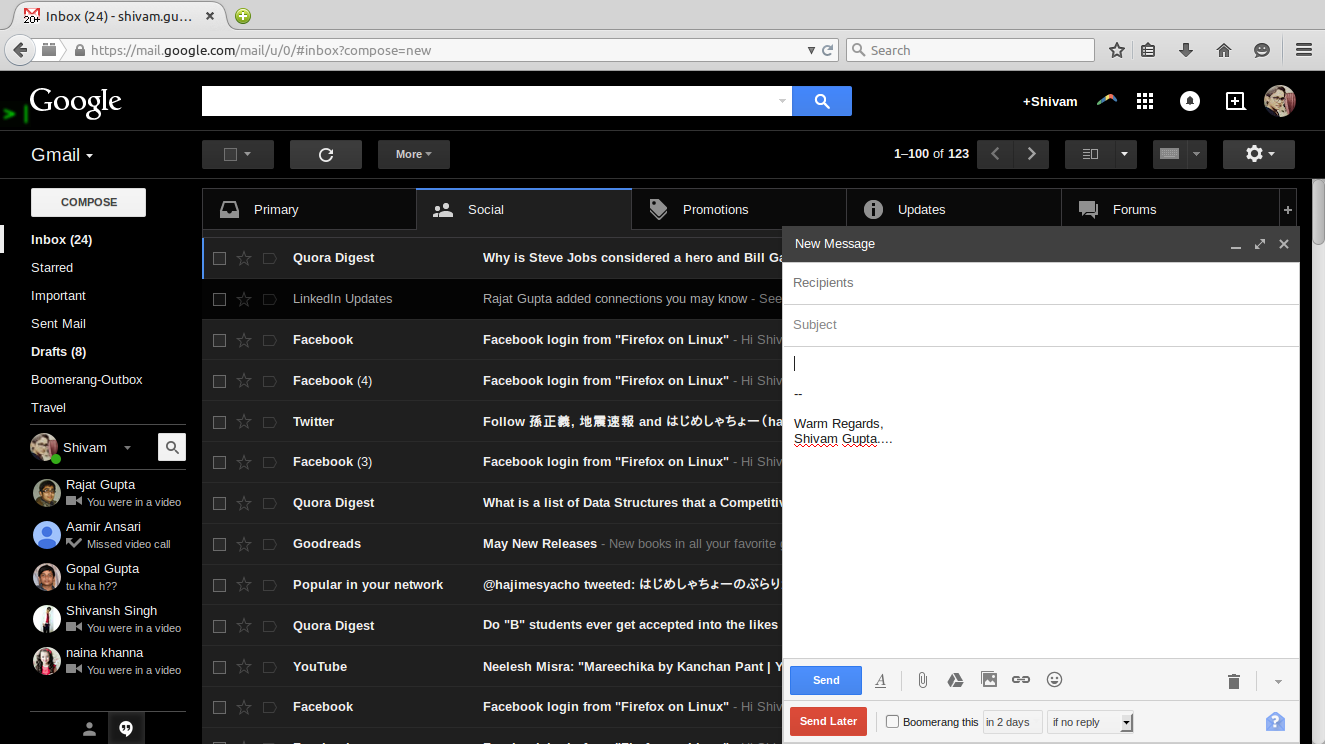 20+ Inbox (24) - shivam.gu...
https://mail.google.com/mail/u/0/#inbox?compose=new
Search
> |
Google
+Shivam
Gmail
More
1–100 of 123
COMPOSE
Inbox (24)
Starred
Important
Sent Mail
Drafts (8)
Boomerang-Outbox
Travel
Shivam
Rajat Gupta
You were in a video
Aamir Ansari
Missed video call
Gopal Gupta
tu kha h??
Shivansh Singh
You were in a video
naina khanna
You were in a video
Primary
Social
Promotions
Updates
Forums
+
Quora Digest Why is Steve Jobs considered a hero and Bill Ga
LinkedIn Updates Rajat Gupta added connections you may know - See
Facebook Facebook login from "Firefox on Linux" - Hi Shiv
Facebook (4) Facebook login from "Firefox on Linux" - Hi Shiv
Twitter Follow 孫正義, 地震速報 and はじめしゃちょー(ha
Facebook (3) Facebook login from "Firefox on Linux" - Hi Shiv
Quora Digest What is a list of Data Structures that a Competitiv
Goodreads May New Releases - New books in all your favorite
Popular in your network @hajimesyacho tweeted: はじめしゃちょーのぶらり
Quora Digest Do "B" students ever get accepted into the likes
YouTube Neelesh Misra: "Mareechika by Kanchan Pant | Y
Facebook Facebook login from "Firefox on Linux" - Hi Shiv
New Message
Recipients
Subject
--
Warm Regards,
Shivam Gupta....
Send
A
Send Later
Boomerang this
in 2 days
if no reply
?